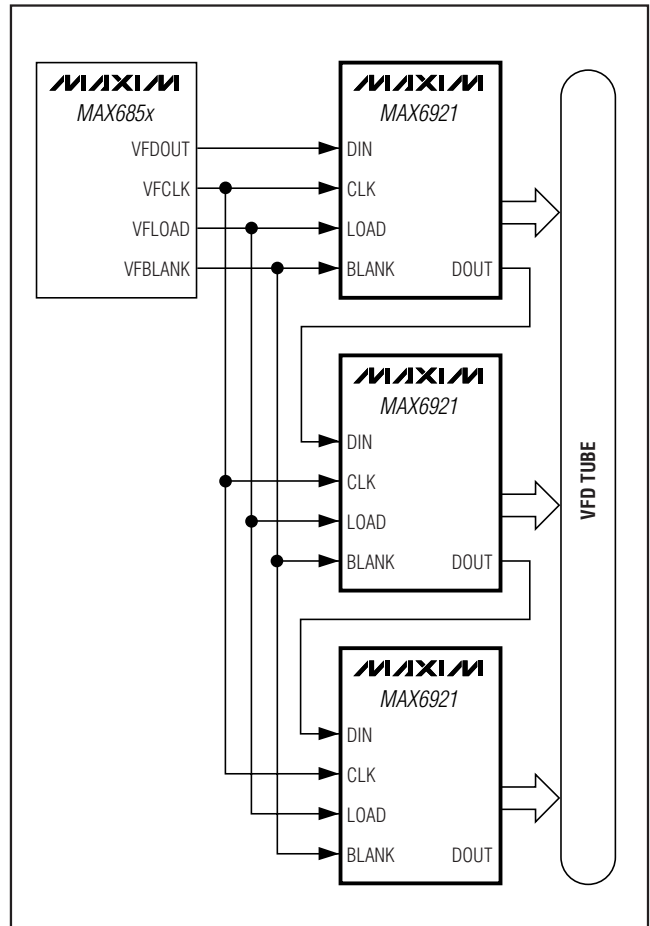 MAXIM
MAX685x
VFDOUT
VFCLK
VFLOAD
VFBLANK
MAXIM
MAX6921
DIN
CLK
LOAD
BLANK DOUT
MAXIM
MAX6921
DIN
CLK
LOAD
BLANK DOUT
MAXIM
MAX6921
DIN
CLK
LOAD
BLANK DOUT
VFD TUBE